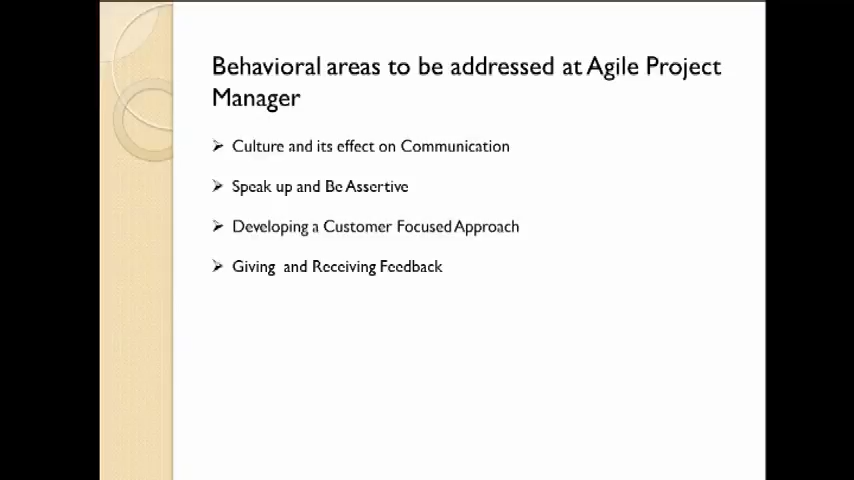 Behavioral areas to be addressed at Agile Project
Manager
➢ Culture and its effect on Communication
➢ Speak up and Be Assertive
➢ Developing a Customer Focused Approach
➢ Giving and Receiving Feedback